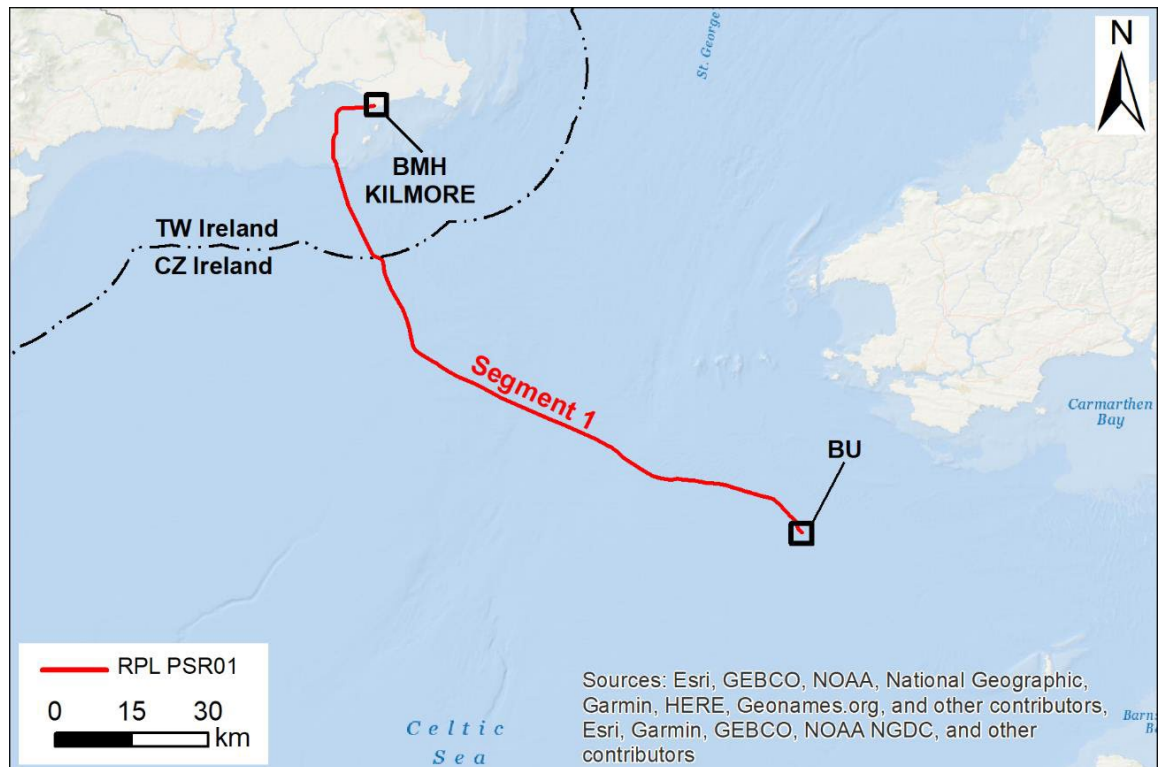 St. George
N
BMH
KILMORE
TW Ireland
CZ Ireland
Segment 1
Carmarthen
Bay
BU
RPL PSR01
0 15 30
km
Celtic
Sea
Sources: Esri, GEBCO, NOAA, National Geographic,
Garmin, HERE, Geonames.org, and other contributors,
Esri, Garmin, GEBCO, NOAA NGDC, and other
contributors
Barns